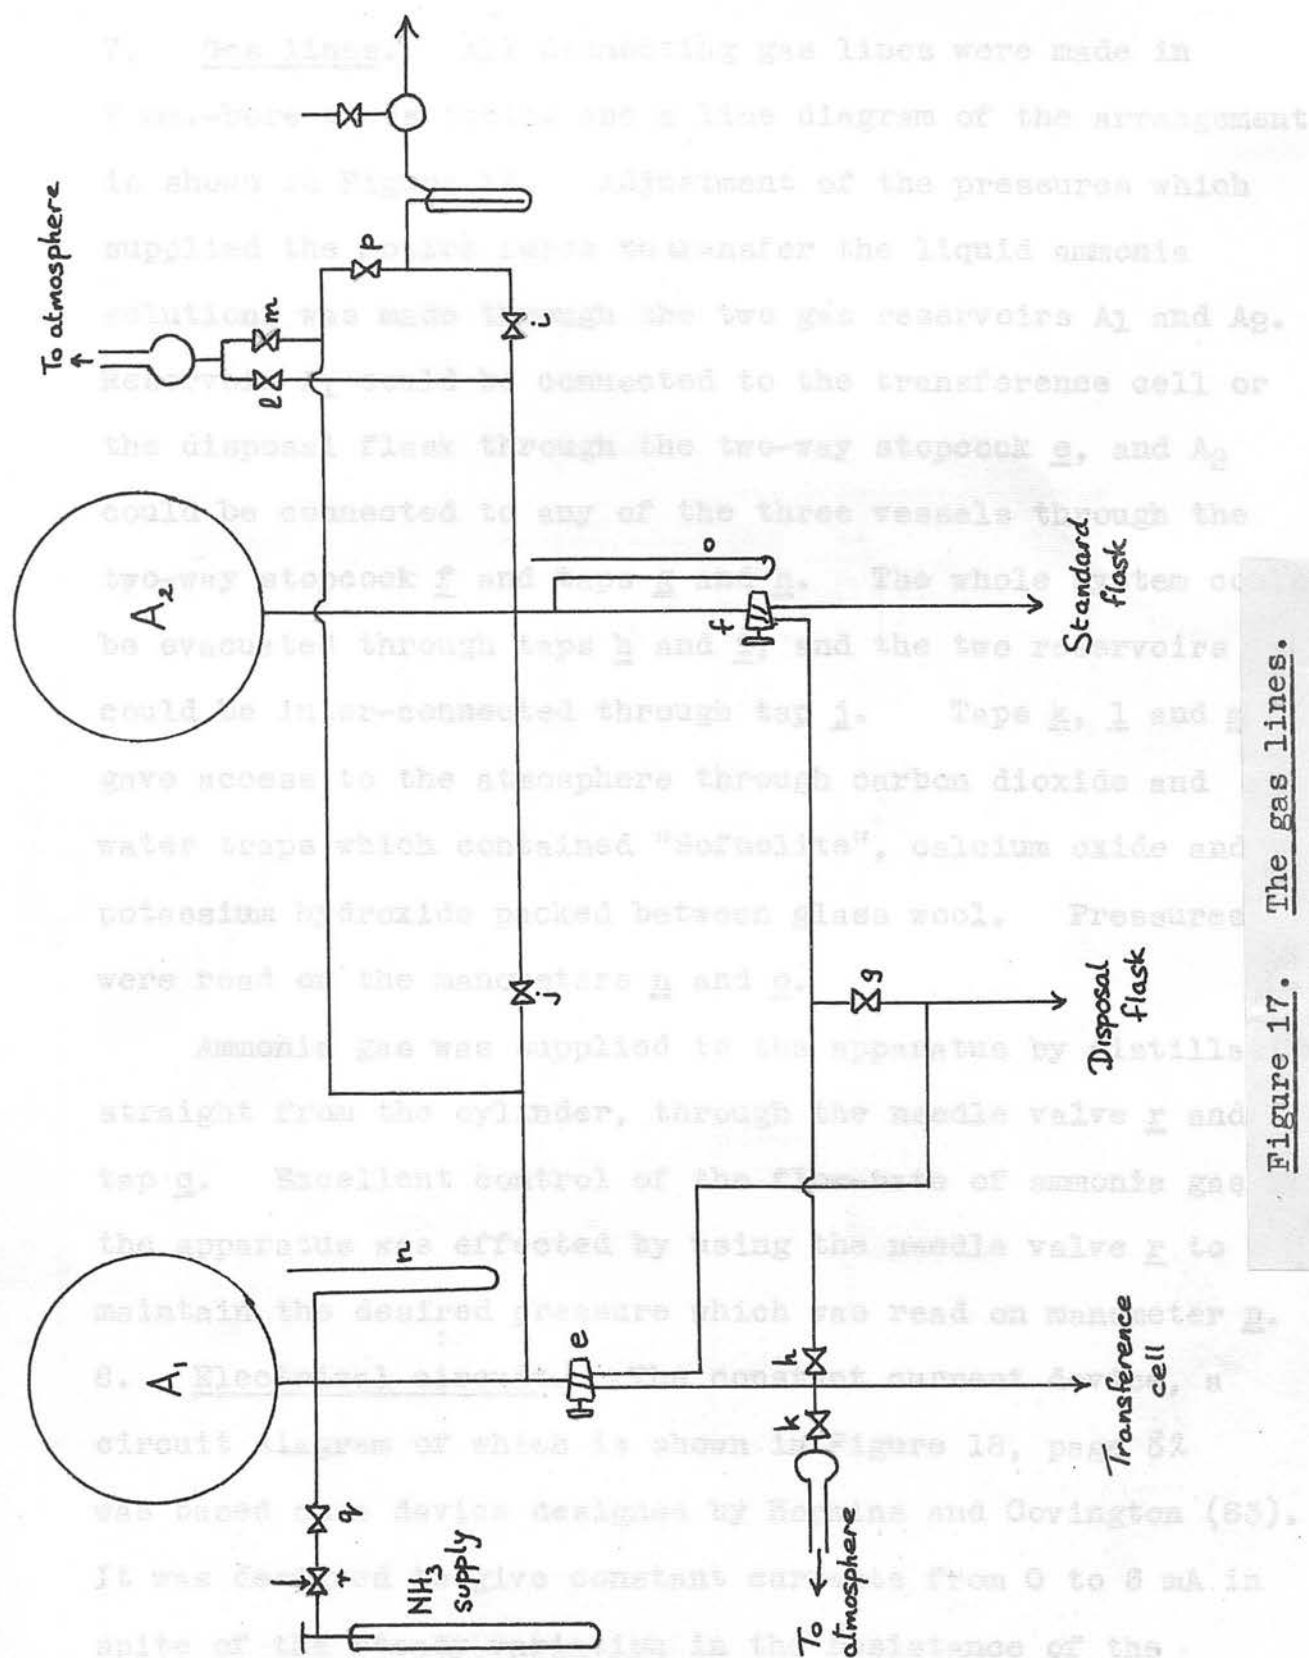 To atmosphere
A2
A1
l
m
p
i
j
o
f
g
n
e
h
k
q
r
NH3
supply
To
atmosphere
Transference
cell
Disposal
flask
Standard
flask
Figure 17. The gas lines.
7. Gas lines. All connecting gas lines were made in
line diagram of the arrangement
is shown in Figure Adjustment of the pressures which
supplied the transfer the liquid ammonia
solutions was made through the two gas reservoirs A1 and A2.
Reservoir A1 could be connected to the transference cell or
the disposal flask through the two-way stopcock e, and A2
could be connected to any of the three vessels through the
two-way stopcock f and taps g and h. The whole system
be evacuated through taps and the two reservoirs
could be inter-connected through tap j. Taps k, l and
gave access to the atmosphere through carbon dioxide and
water traps which contained "Sofnolite", calcium oxide and
potassium hydroxide packed between glass wool. Pressures
were read on the manometers n and o.
Ammonia gas was supplied to the apparatus by
straight from the cylinder, through the needle valve r and
tap q. Excellent control of the of ammonia gas
the apparatus was effected by using the needle valve r to
maintain the desired pressure which was read on manometer n.
8. Electrical The constant current device, a
circuit diagram of which is shown in Figure 18, page
was based on a device designed by and Covington (83).
It was designed to give constant currents from 0 to mA in
spite of the variation in the resistance of the